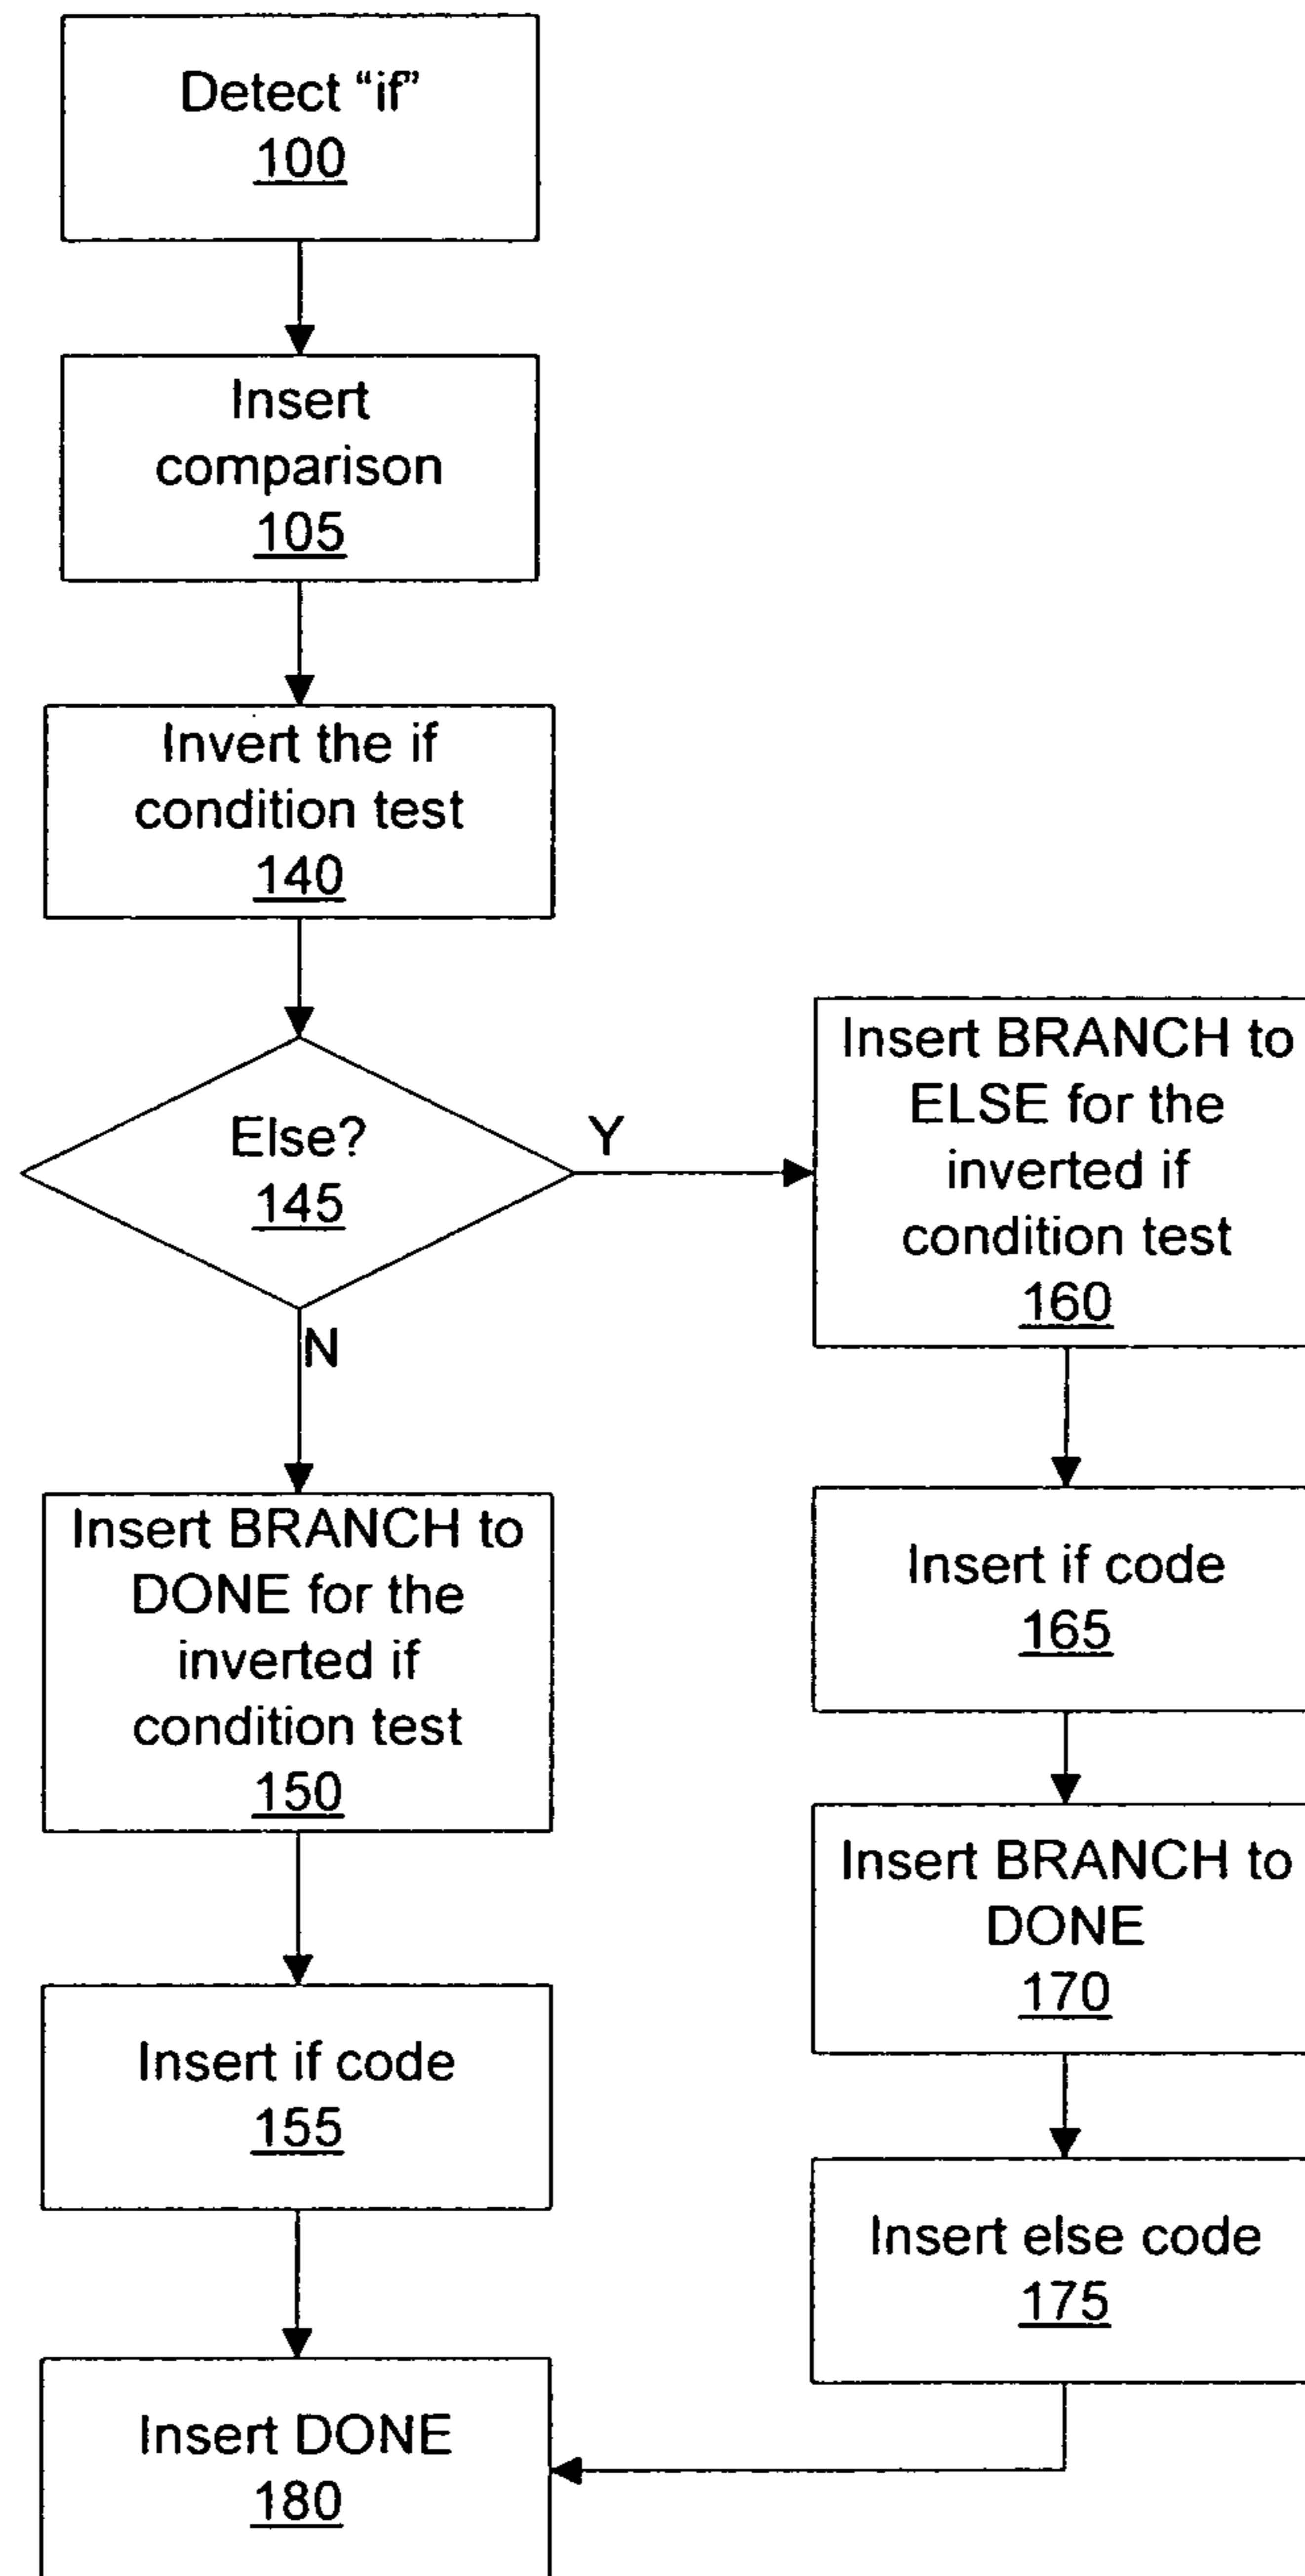 Detect “if”
100
Insert
comparison
105
Invert the if
condition test
140
Else?
145
Y
N
Insert BRANCH to
DONE for the
inverted if
condition test
150
Insert if code
155
Insert BRANCH to
ELSE for the
inverted if
condition test
160
Insert if code
165
Insert BRANCH to
DONE
170
Insert else code
175
Insert DONE
180